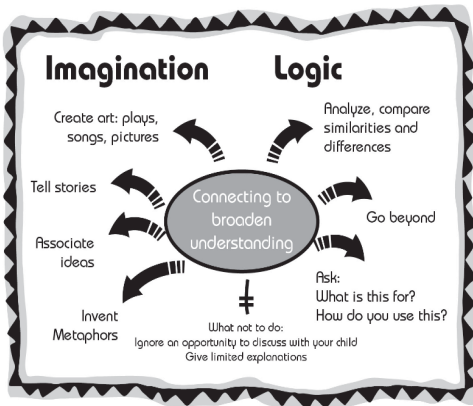 Imagination
Logic
Create art: plays,
songs, pictures
Tell stories
Associate
ideas
Invent
Metaphors
Connecting to
broaden
understanding
Analyze, compare
similarities and
differences
Go beyond
Ask:
What is this for?
How do you use this?
What not to do:
Ignore an opportunity to discuss with your child
Give limited explanations